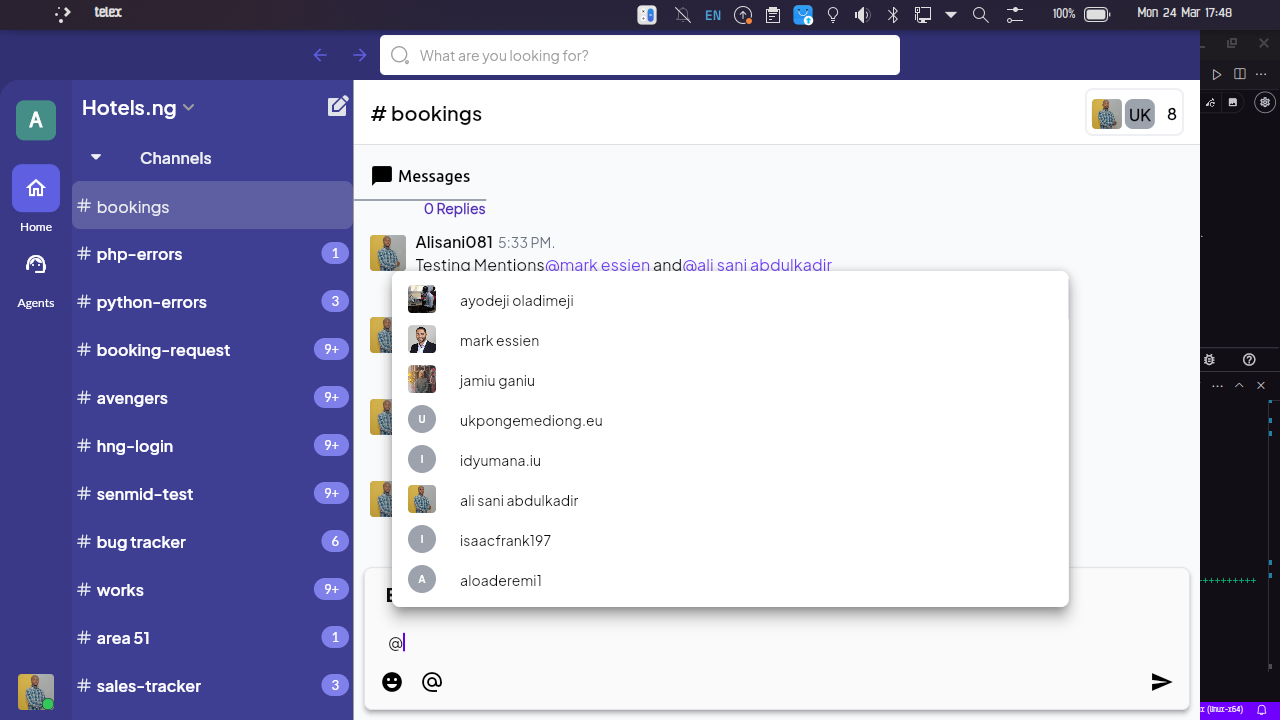 telex
EN
100%
Mon 24 Mar 17:48
What are you looking for?
A
Hotels.ng
# bookings
UK
8
Channels
Messages
Home
Agents
# bookings
# php-errors 1
# python-errors 3
# booking-request 9+
# avengers 9+
# hng-login 9+
# senmid-test 9+
# bug tracker 6
# works 9+
# area 51 1
# sales-tracker 3
0 Replies
Alisani081 5:33 PM.
Testing Mentions@mark essien and@ali sani abdulkadir
ayodeji oladimeji
mark essien
jamiu ganiu
U ukpongemediong.eu
I idyumana.iu
ali sani abdulkadir
I isaacfrank197
A aloaderemi1
@
(linux-x64)